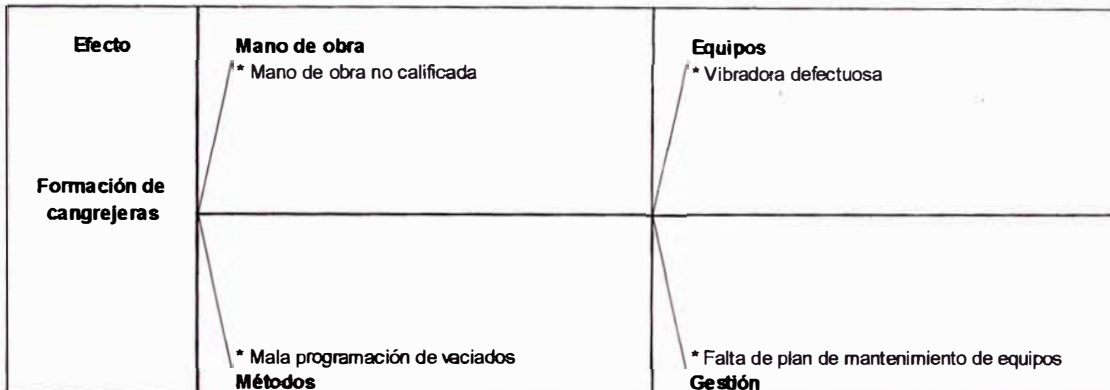 Efecto
Mano de obra
* Mano de obra no calificada
Equipos
* Vibradora defectuosa
Formación de
cangrejeras
* Mala programación de vaciados
Métodos
* Falta de plan de mantenimiento de equipos
Gestión